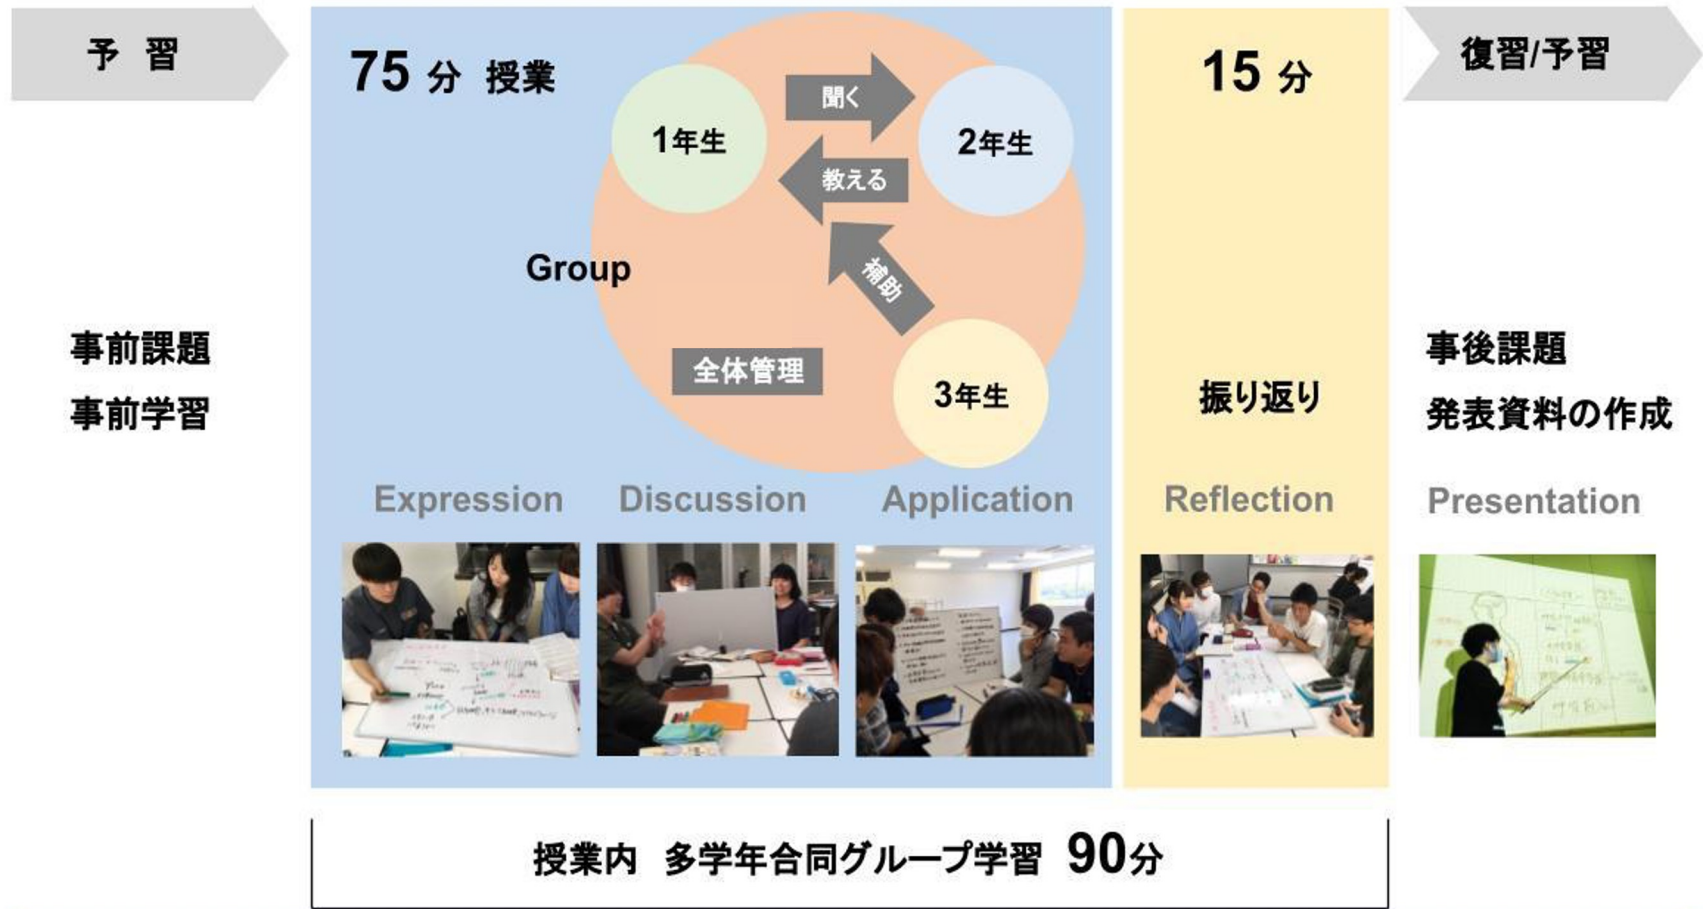 予 習
75 分 授業
15 分
復習/予習
聞く
1年生
2年生
教える
Group
補助
事前課題
事前学習
全体管理
3年生
振り返り
事後課題
発表資料の作成
Expression
Discussion
Application
Reflection
Presentation
授業内 多学年合同グループ学習 90分